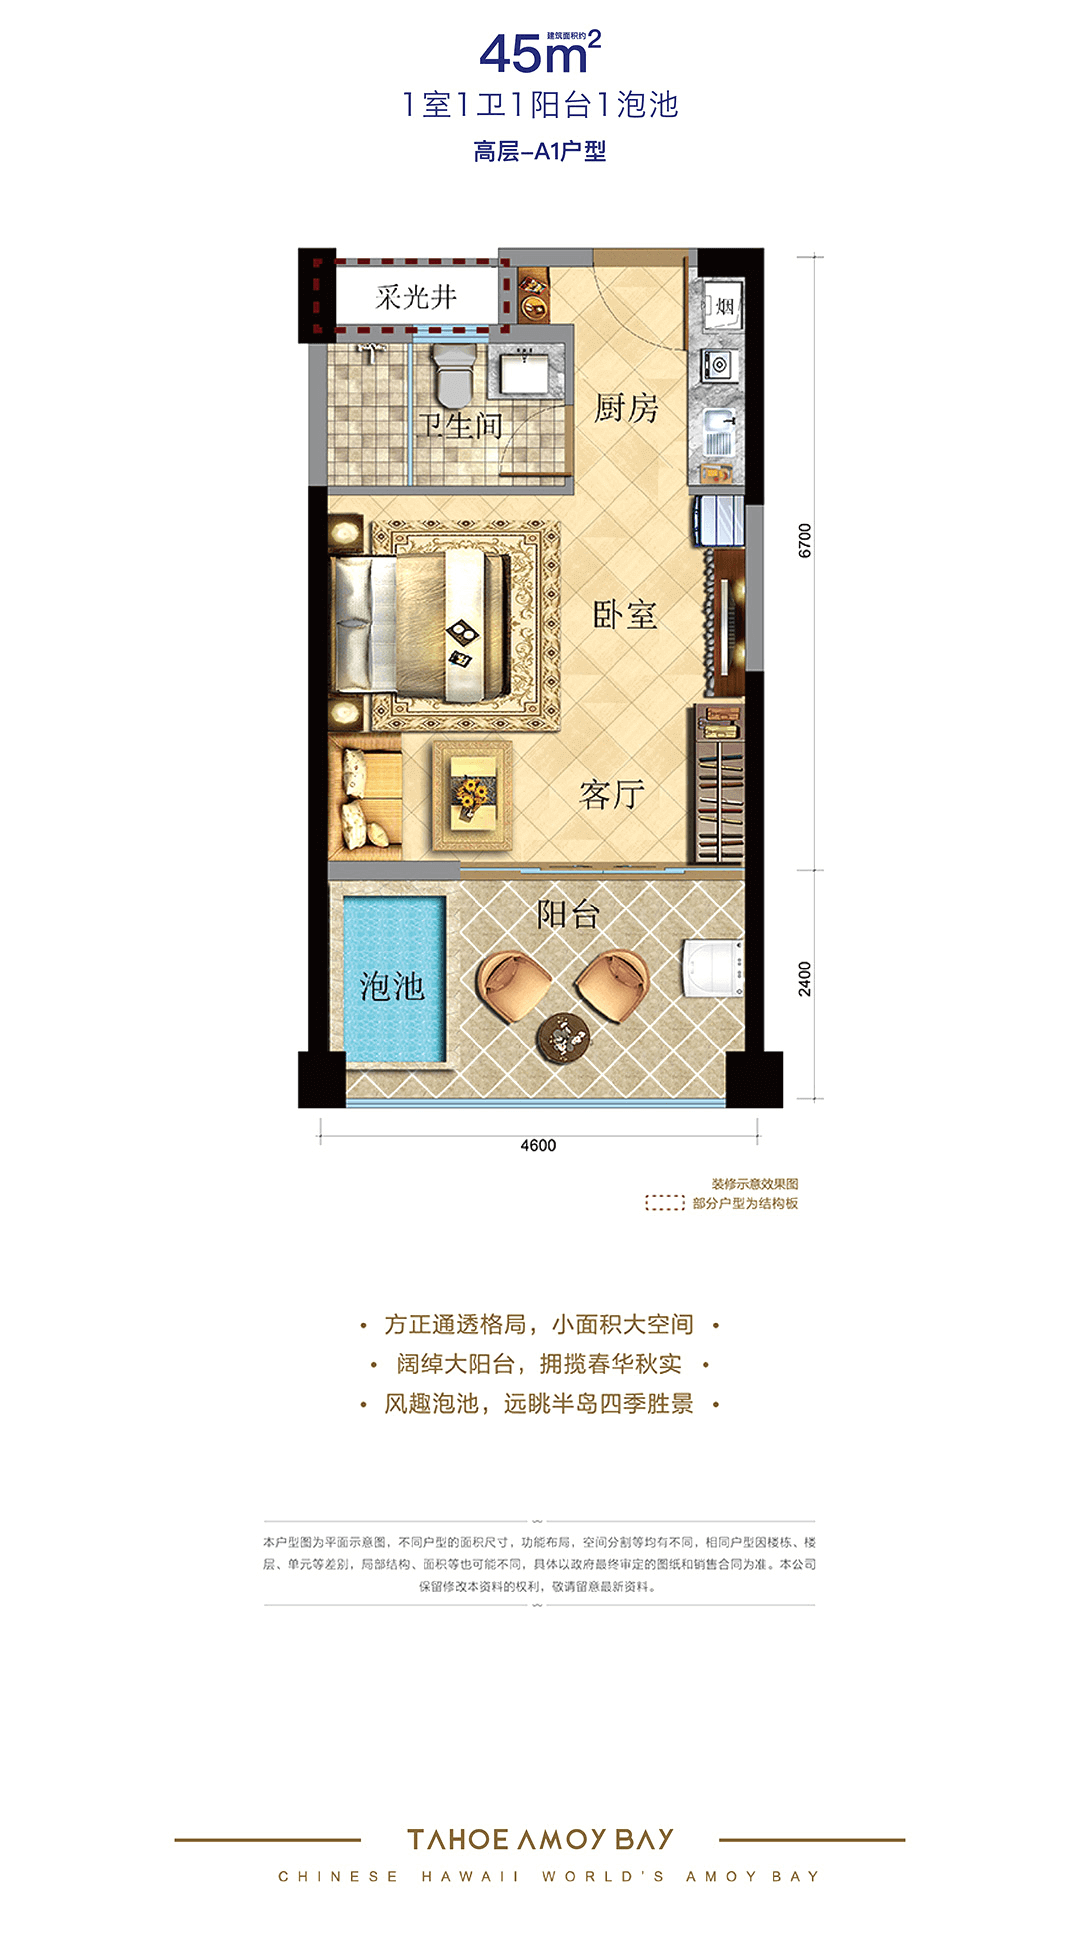 建筑面积约
45m²
1室1卫1阳台1泡池
高层-A1户型
采光井
烟
厨房
卫生间
卧室
6700
客厅
阳台
泡池
2400
4600
装修示意效果图
部分户型为结构板
• 方正通透格局，小面积大空间 •
• 阔绰大阳台，拥揽春华秋实 •
• 风趣泡池，远眺半岛四季胜景 •
本户型图为平面示意图，不同户型的面积尺寸，功能布局，空间分割等均有不同，相同户型因楼栋、楼
层、单元等差别，局部结构、面积等也可能不同，具体以政府最终审定的图纸和销售合同为准。本公司
保留修改本资料的权利，敬请留意最新资料。
TAHOE AMOY BAY
CHINESE HAWAII WORLD'S AMOY BAY